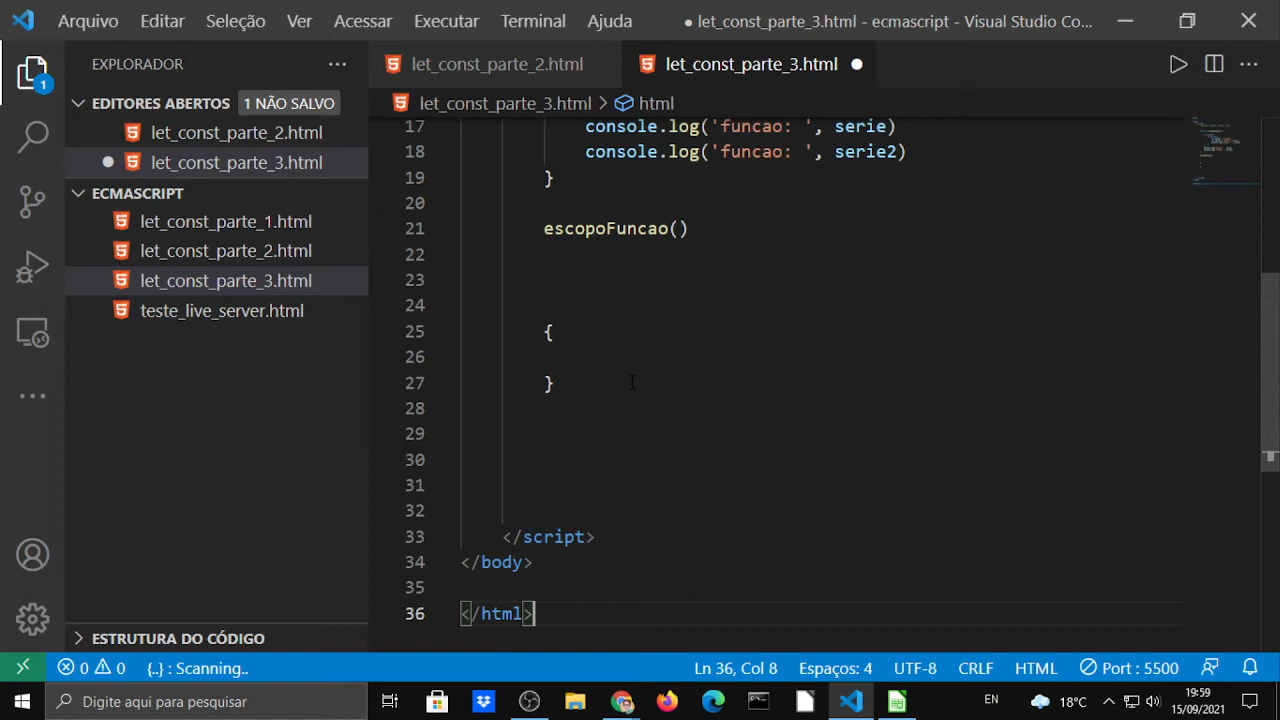 Arquivo Editar Seleção Ver Acessar Executar Terminal Ajuda ● let_const_parte_3.html - ecmascript - Visual Studio Co...
EXPLORADOR
EDITORES ABERTOS 1 NÃO SALVO
let_const_parte_2.html
let_const_parte_3.html
ECMASCRIPT
let_const_parte_1.html
let_const_parte_2.html
let_const_parte_3.html
teste_live_server.html
ESTRUTURA DO CÓDIGO
1
let_const_parte_2.html let_const_parte_3.html
let_const_parte_3.html > html
17 console.log('funcao: ', serie)
18 console.log('funcao: ', serie2)
19 }
20
21 escopoFuncao()
22
23
24
25 {
26
27 }
28
29
30
31
32
33 </script>
34 </body>
35
36 </html>
0 0 {..} : Scanning.. Ln 36, Col 8 Espaços: 4 UTF-8 CRLF HTML Port : 5500
Digite aqui para pesquisar EN 18°C 19:59
15/09/2021